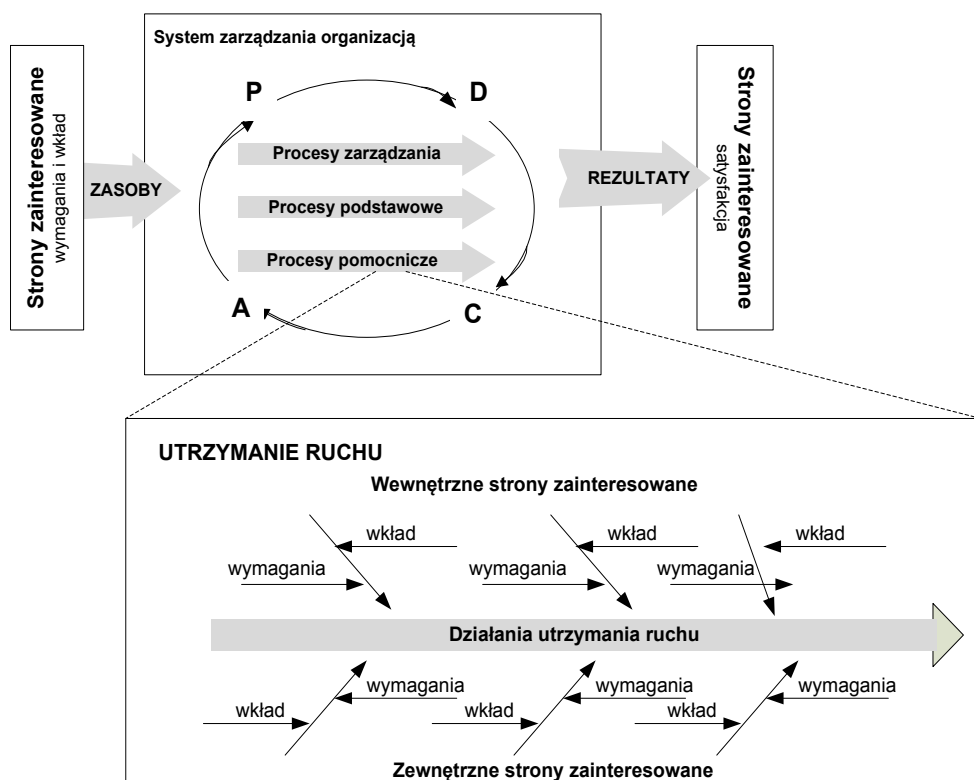 System zarządzania organizacją
Strony zainteresowane
wymagania i wkład
ZASOBY
P
D
Procesy zarządzania
Procesy podstawowe
Procesy pomocnicze
A
C
REZULTATY
Strony zainteresowane
satysfakcja
UTRZYMANIE RUCHU
Wewnętrzne strony zainteresowane
wkład wkład wkład
wymagania wymagania wymagania
Działania utrzymania ruchu
wymagania wymagania wymagania
wkład wkład wkład
Zewnętrzne strony zainteresowane